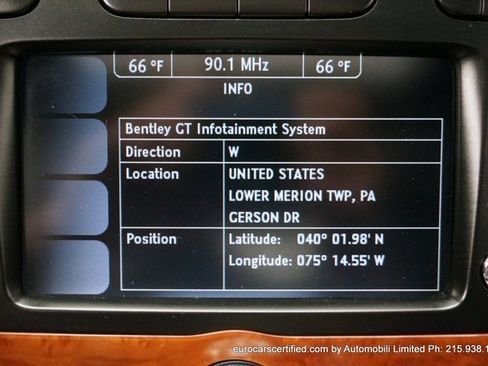 66 °F 90.1 MHz 66 °F
INFO
Bentley GT Infotainment System
Direction W
Location UNITED STATES
LOWER MERION TWP, PA
GERSON DR
Position Latitude: 040° 01.98' N
Longitude: 075° 14.55' W
eurocarscertified.com by Automobili Limited Ph: 215.938.1